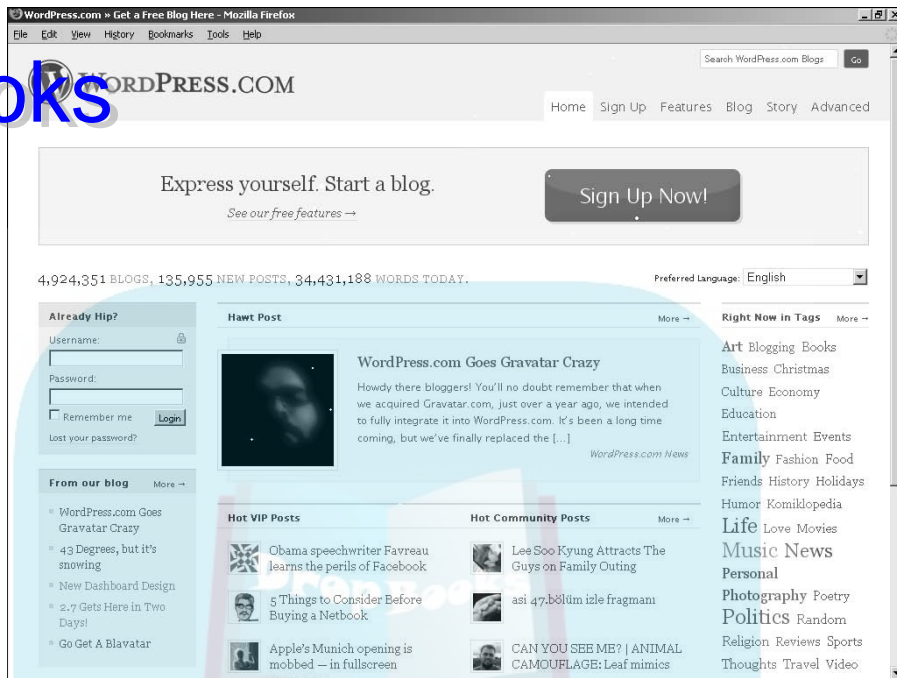 WordPress.com » Get a Free Blog Here - Mozilla Firefox
File Edit View History Bookmarks Tools Help
Search WordPress.com Blogs Go
WORDPRESS.COM
oks
Home Sign Up Features Blog Story Advanced
Express yourself. Start a blog.
See our free features →
Sign Up Now!
4,924,351 BLOGS, 135,955 NEW POSTS, 34,431,188 WORDS TODAY.
Preferred Language: English
Already Hip?
Username:
Password:
Remember me Login
Lost your password?
From our blog More →
WordPress.com Goes
Gravatar Crazy
43 Degrees, but it's
snowing
New Dashboard Design
2.7 Gets Here in Two
Days!
Go Get A Blavatar
Hawt Post More →
WordPress.com Goes Gravatar Crazy
Howdy there bloggers! You'll no doubt remember that when
we acquired Gravatar.com, just over a year ago, we intended
to fully integrate it into WordPress.com. It's been a long time
coming, but we've finally replaced the [...]
WordPress.com News
Hot VIP Posts
Obama speechwriter Favreau
learns the perils of Facebook
5 Things to Consider Before
Buying a Netbook
Apple's Munich opening is
mobbed — in fullscreen
Hot Community Posts More →
Lee Soo Kyung Attracts The
Guys on Family Outing
asi 47.bölüm izle fragmanı
CAN YOU SEE ME? | ANIMAL
CAMOUFLAGE: Leaf mimics
DropBooks
Right Now in Tags More →
Art Blogging Books
Business Christmas
Culture Economy
Education
Entertainment Events
Family Fashion Food
Friends History Holidays
Humor Komiklopedia
Life Love Movies
Music News
Personal
Photography Poetry
Politics Random
Religion Reviews Sports
Thoughts Travel Video